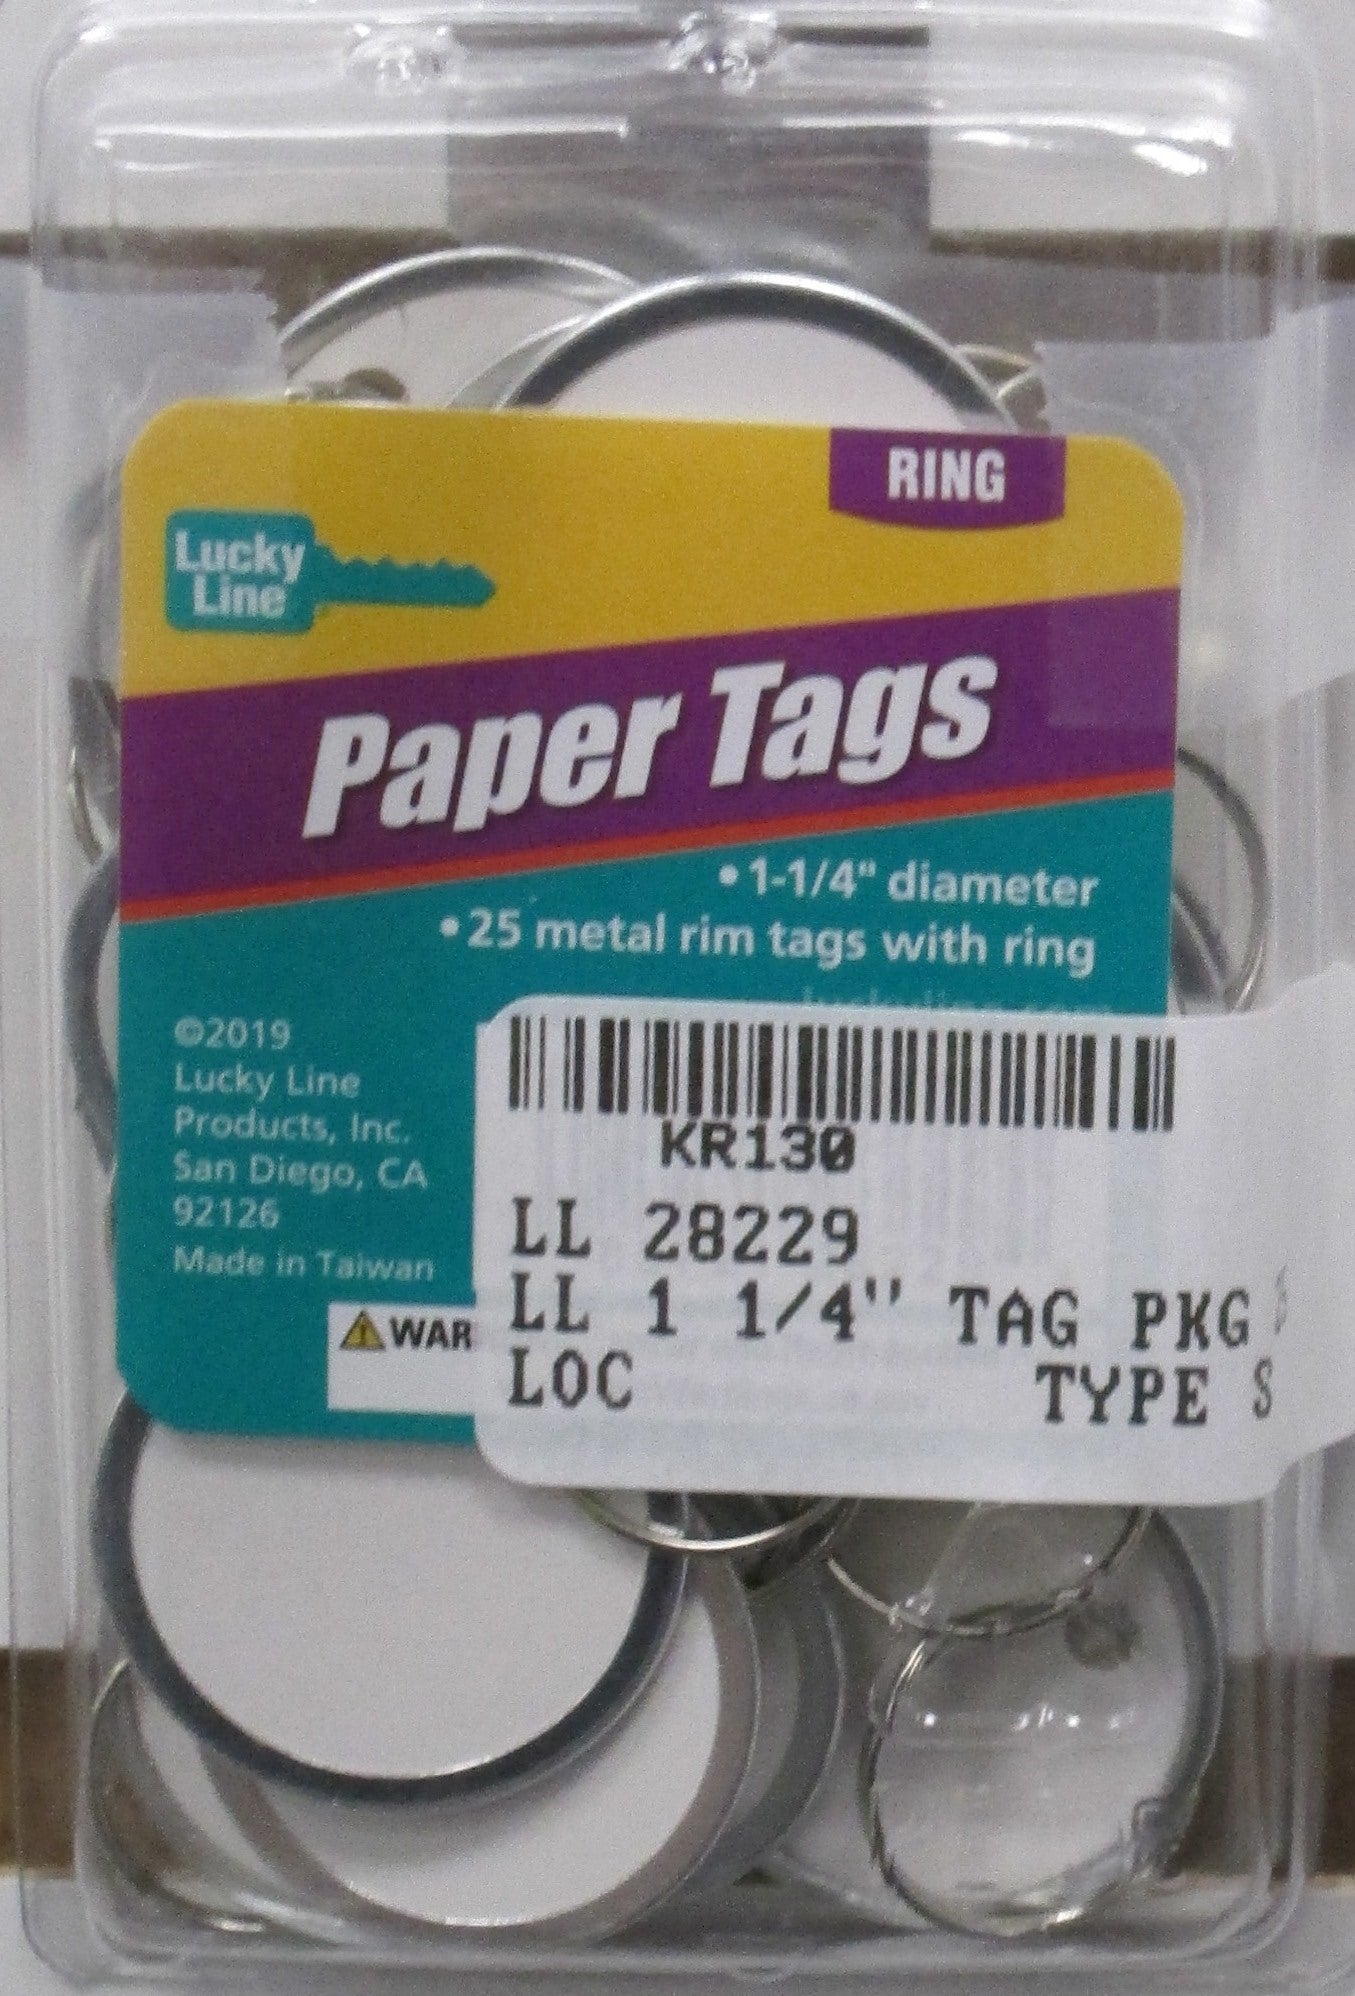 RING
Lucky
Line
Paper Tags
•1-1/4" diameter
•25 metal rim tags with ring
©2019
Lucky Line
Products, Inc.
San Diego, CA
92126
Made in Taiwan
WAR
KR130
LL 28229
LL 1 1/4" TAG PKG
LOC TYPE S